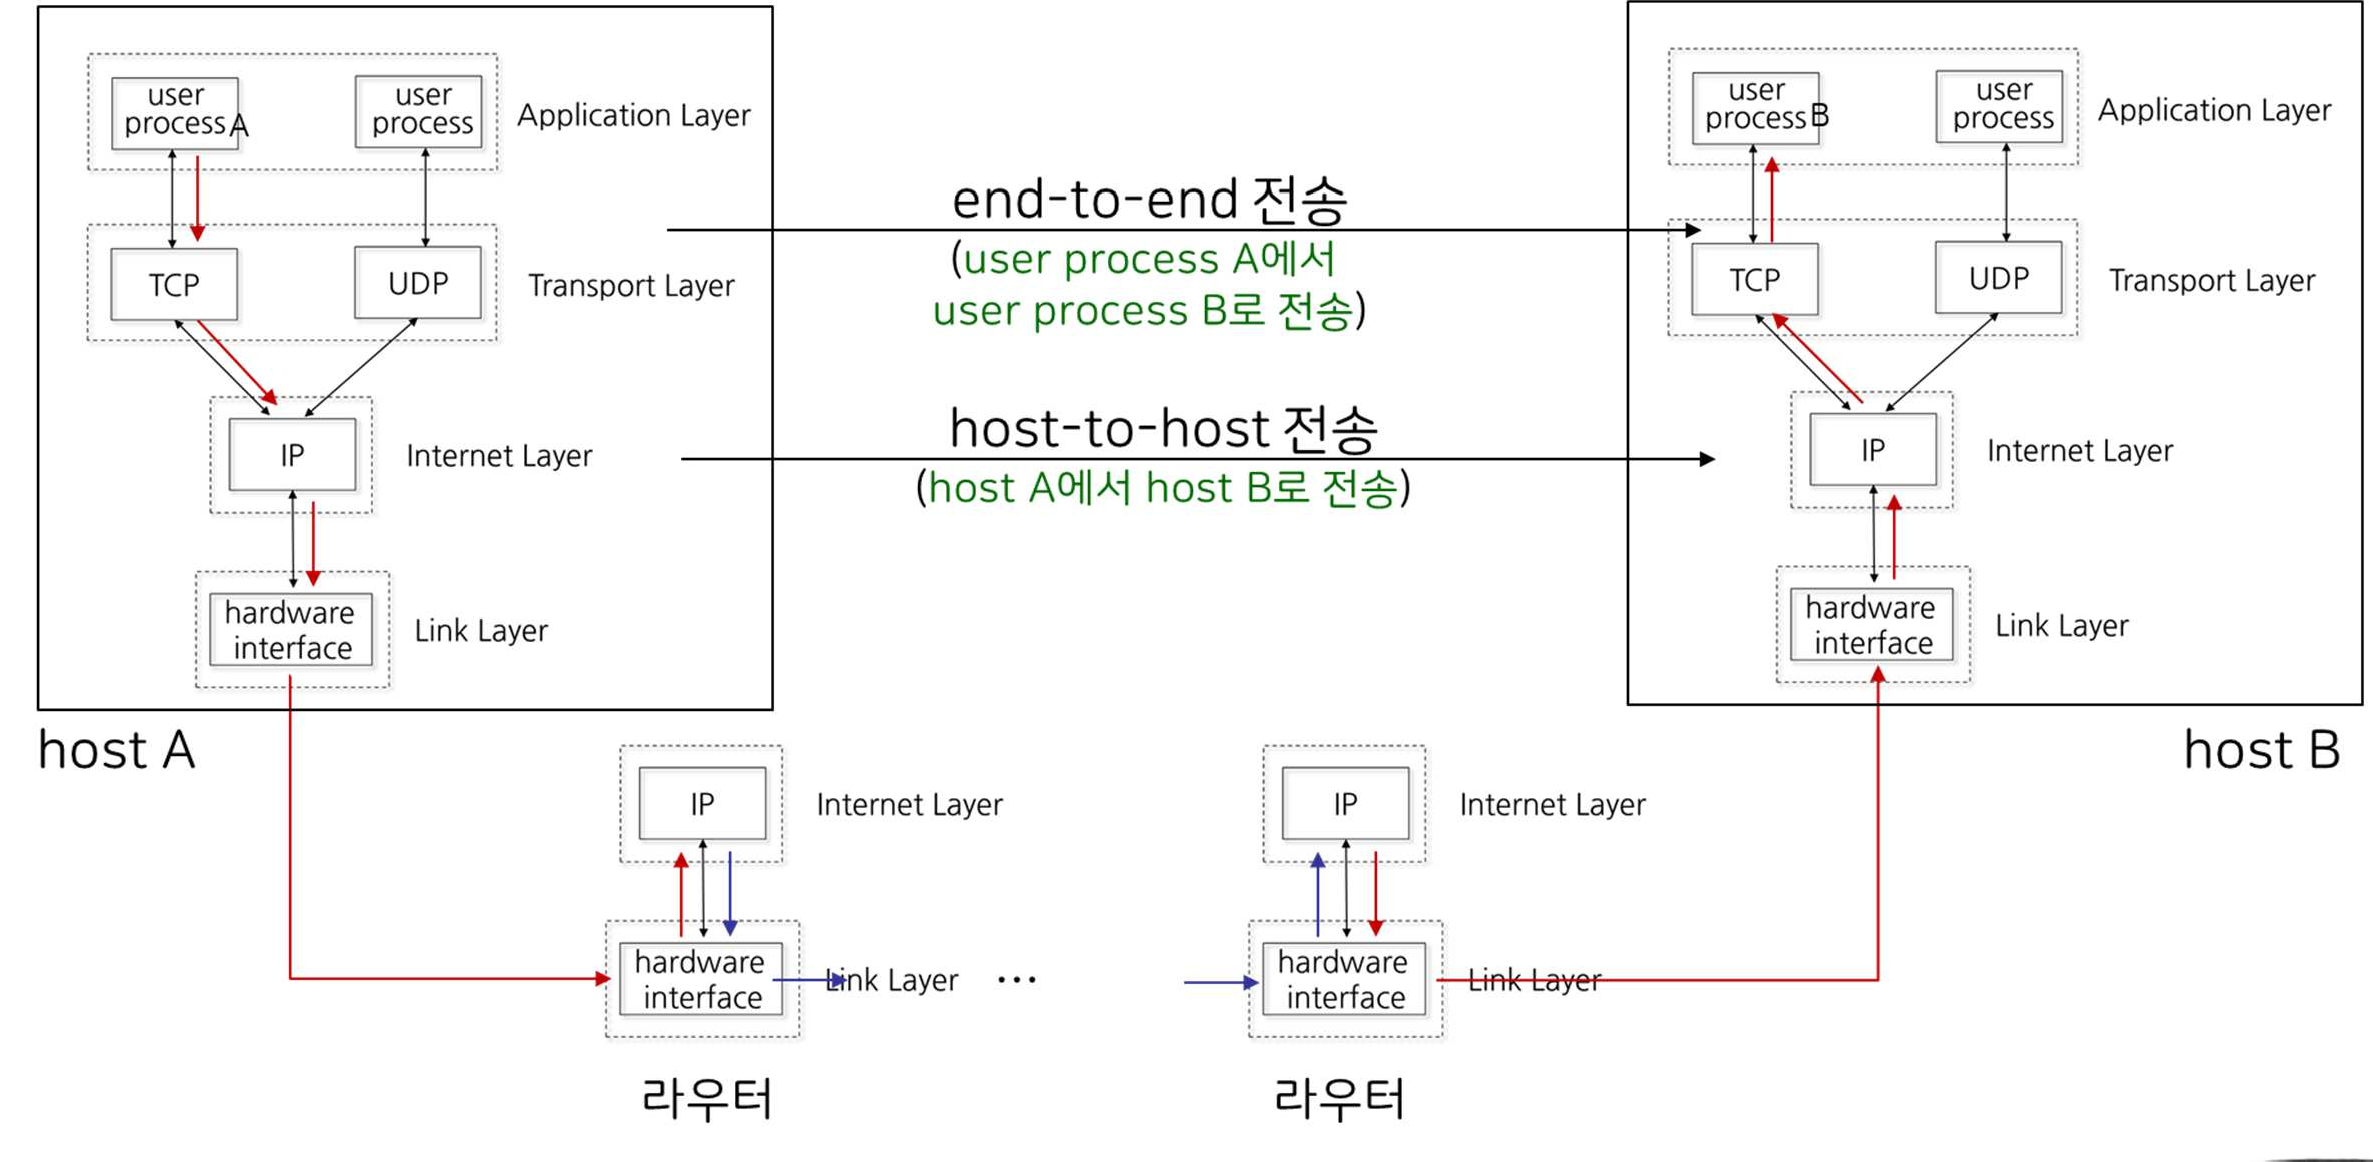 user
process A
user
process
Application Layer
TCP
UDP
Transport Layer
IP
Internet Layer
hardware
interface
Link Layer
host A
end-to-end 전송
(user process A에서
user process B로 전송)
host-to-host 전송
(host A에서 host B로 전송)
user
process B
user
process
Application Layer
TCP
UDP
Transport Layer
IP
Internet Layer
hardware
interface
Link Layer
host B
IP
Internet Layer
hardware
interface
Link Layer
...
라우터
IP
Internet Layer
hardware
interface
Link Layer
라우터